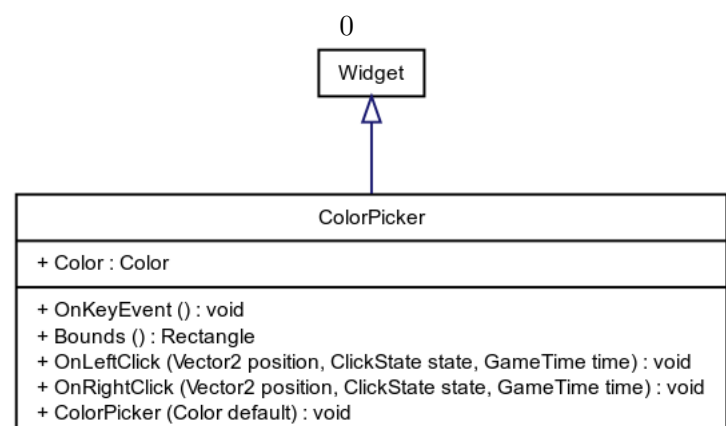 0
Widget
ColorPicker
+ Color : Color
+ OnKeyEvent () : void
+ Bounds () : Rectangle
+ OnLeftClick (Vector2 position, ClickState state, GameTime time) : void
+ OnRightClick (Vector2 position, ClickState state, GameTime time) : void
+ ColorPicker (Color default) : void